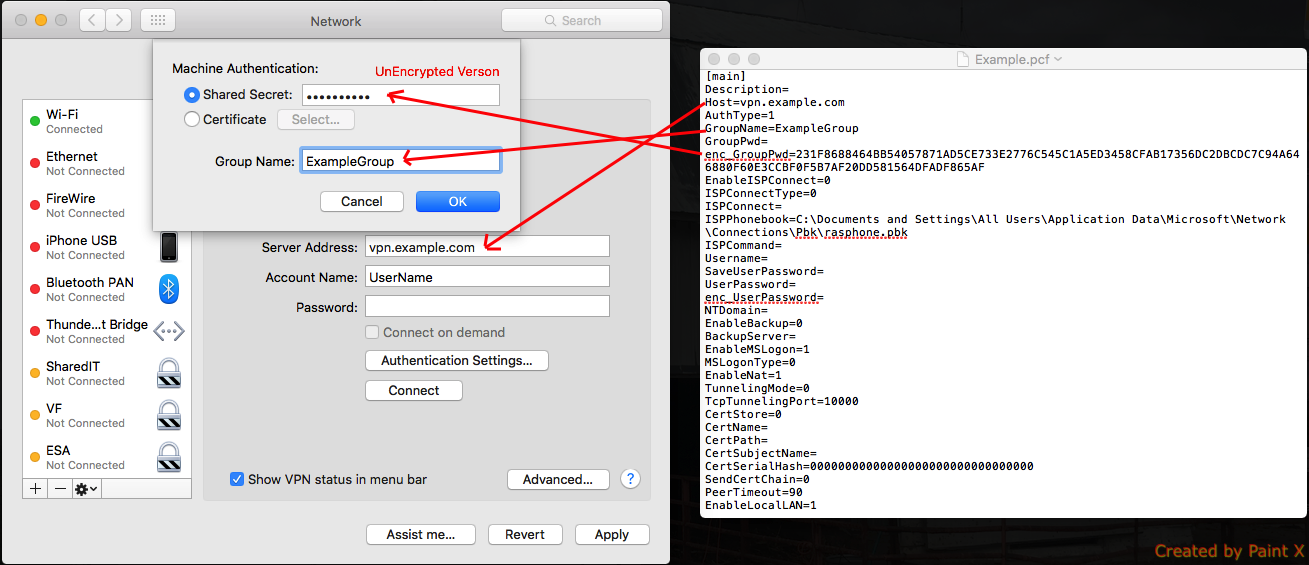 Network
Search
Machine Authentication:
UnEncrypted Verson
Shared Secret:
••••••••••
Certificate
Select...
Group Name:
ExampleGroup
Cancel
OK
Wi-Fi
Connected
Ethernet
Not Connected
FireWire
Not Connected
iPhone USB
Not Connected
Bluetooth PAN
Not Connected
Thunde...t Bridge
Not Connected
SharedIT
Not Connected
VF
Not Connected
ESA
Not Connected
Server Address:
vpn.example.com
Account Name:
UserName
Password:
Connect on demand
Authentication Settings...
Connect
Show VPN status in menu bar
Advanced...
?
Assist me...
Revert
Apply
Example.pcf
[main]
Description=
Host=vpn.example.com
AuthType=1
GroupName=ExampleGroup
GroupPwd=
enc_GroupPwd=231F8688464BB54057871AD5CE733E2776C545C1A5ED3458CFAB17356DC2DBCDC7C94A64
6880F60E3CCBF0F5B7AF20DD581564DFADF865AF
EnableISPConnect=0
ISPConnectType=0
ISPConnect=
ISPPhonebook=C:\Documents and Settings\All Users\Application Data\Microsoft\Network
\Connections\Pbk\rasphone.pbk
ISPCommand=
Username=
SaveUserPassword=
UserPassword=
enc_UserPassword=
NTDomain=
EnableBackup=0
BackupServer=
EnableMSLogon=1
MSLogonType=0
EnableNat=1
TunnelingMode=0
TcpTunnelingPort=10000
CertStore=0
CertName=
CertPath=
CertSubjectName=
CertSerialHash=00000000000000000000000000000000
SendCertChain=0
PeerTimeout=90
EnableLocalLAN=1
Created by Paint X